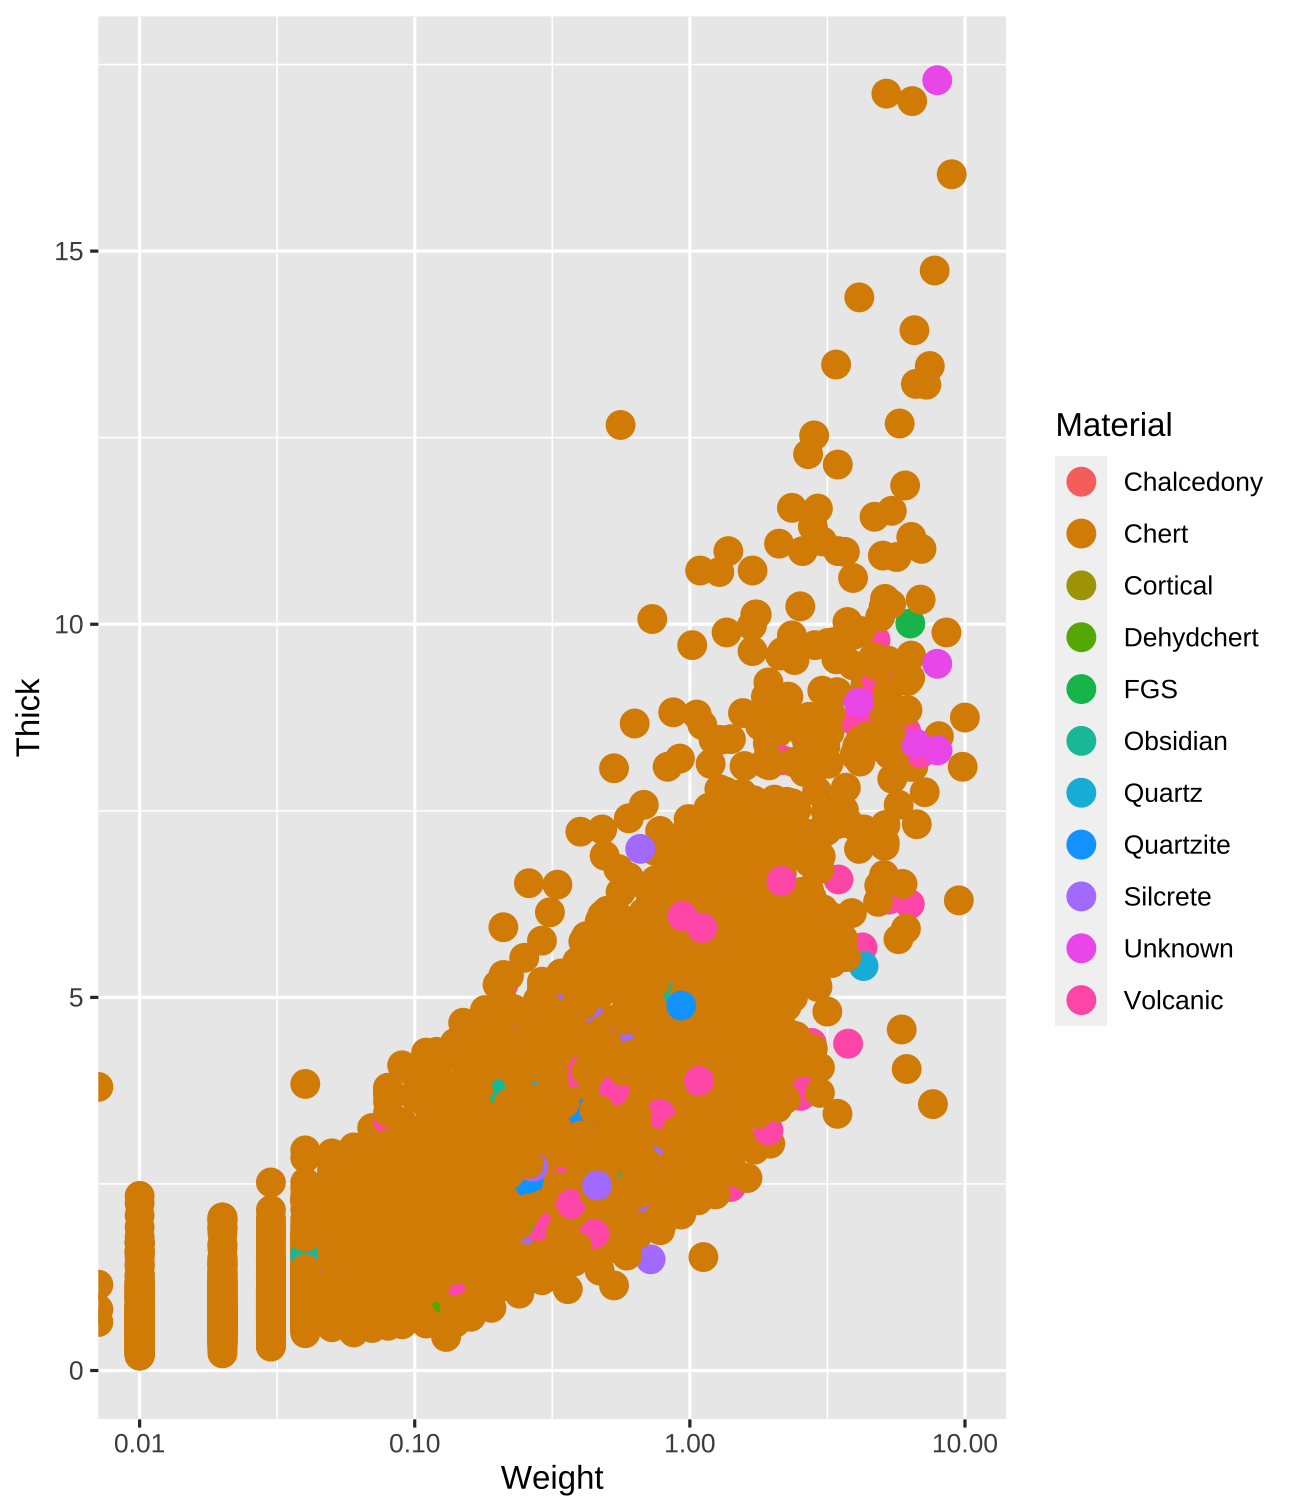 15
10
5
0
Thick
0.01 0.10 1.00 10.00
Weight
Material
Chalcedony
Chert
Cortical
Dehydchert
FGS
Obsidian
Quartz
Quartzite
Silcrete
Unknown
Volcanic